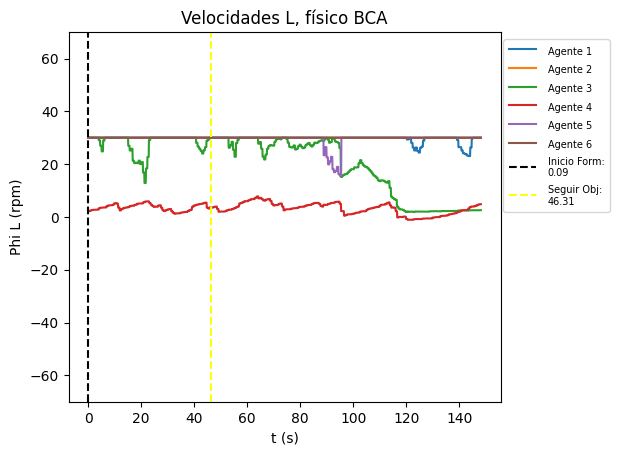 Velocidades L, físico BCA
Phi L (rpm)
60
40
20
0
−20
−40
−60
0 20 40 60 80 100 120 140
t (s)
Agente 1
Agente 2
Agente 3
Agente 4
Agente 5
Agente 6
Inicio Form:
0.09
Seguir Obj:
46.31